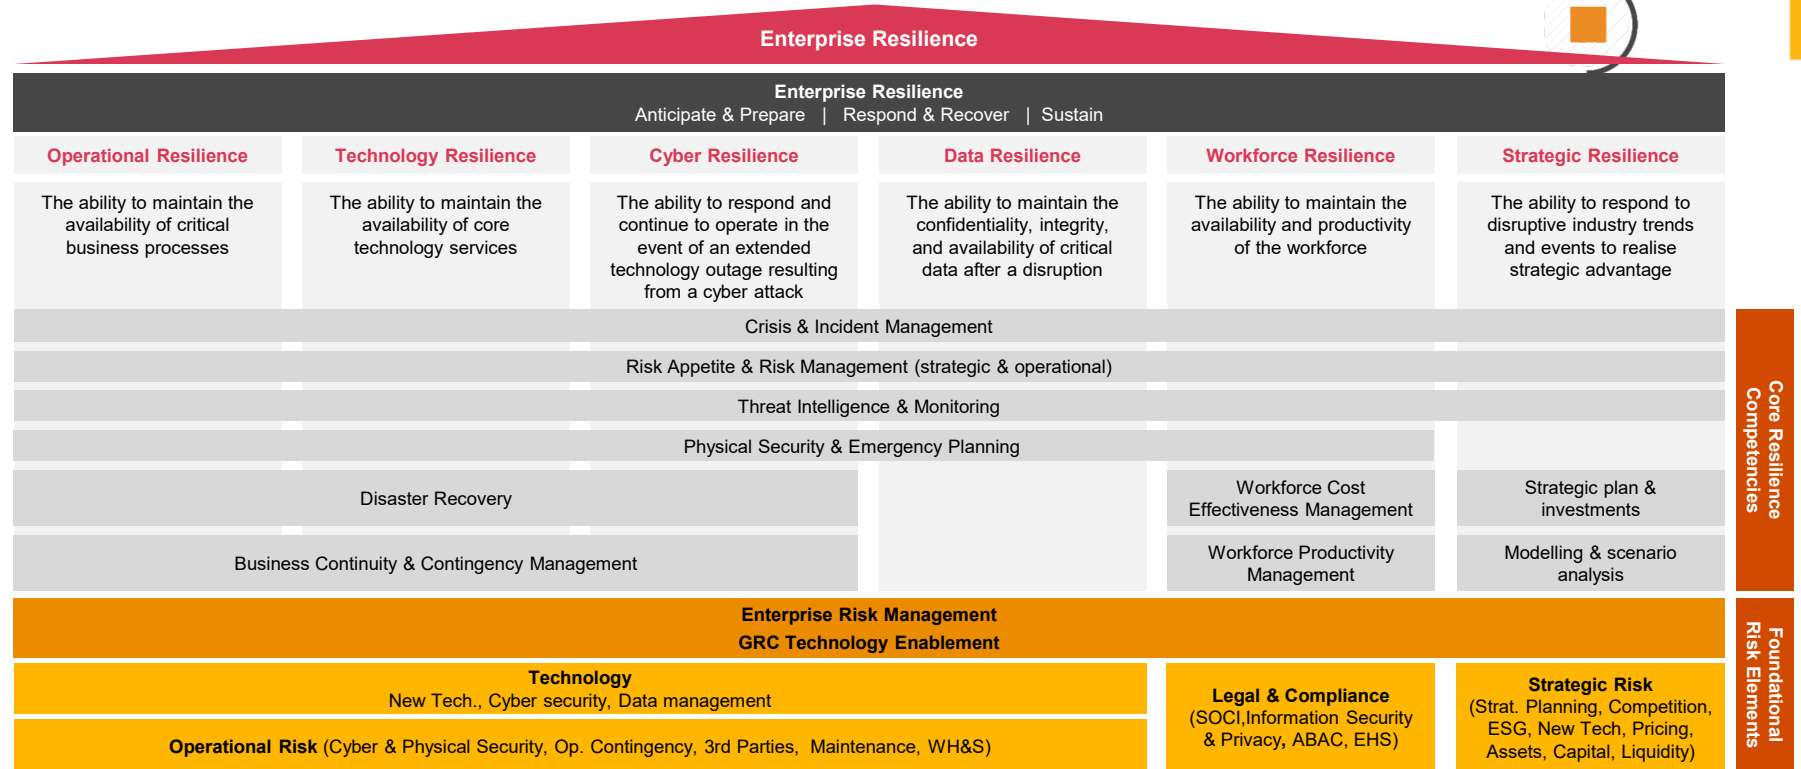 Enterprise Resilience
Enterprise Resilience
Anticipate & Prepare | Respond & Recover | Sustain
Operational Resilience
The ability to maintain the
availability of critical
business processes
Technology Resilience
The ability to maintain the
availability of core
technology services
Cyber Resilience
The ability to respond and
continue to operate in the
event of an extended
technology outage resulting
from a cyber attack
Data Resilience
The ability to maintain the
confidentiality, integrity,
and availability of critical
data after a disruption
Workforce Resilience
The ability to maintain the
availability and productivity
of the workforce
Strategic Resilience
The ability to respond to
disruptive industry trends
and events to realise
strategic advantage
Crisis & Incident Management
Risk Appetite & Risk Management (strategic & operational)
Threat Intelligence & Monitoring
Physical Security & Emergency Planning
Disaster Recovery
Workforce Cost
Effectiveness Management
Strategic plan &
investments
Business Continuity & Contingency Management
Workforce Productivity
Management
Modelling & scenario
analysis
Core Resilience
Competencies
Enterprise Risk Management
GRC Technology Enablement
Technology
New Tech., Cyber security, Data management
Operational Risk (Cyber & Physical Security, Op. Contingency, 3rd Parties, Maintenance, WH&S)
Legal & Compliance
(SOCI,Information Security
& Privacy, ABAC, EHS)
Strategic Risk
(Strat. Planning, Competition,
ESG, New Tech, Pricing,
Assets, Capital, Liquidity)
Foundational
Risk Elements